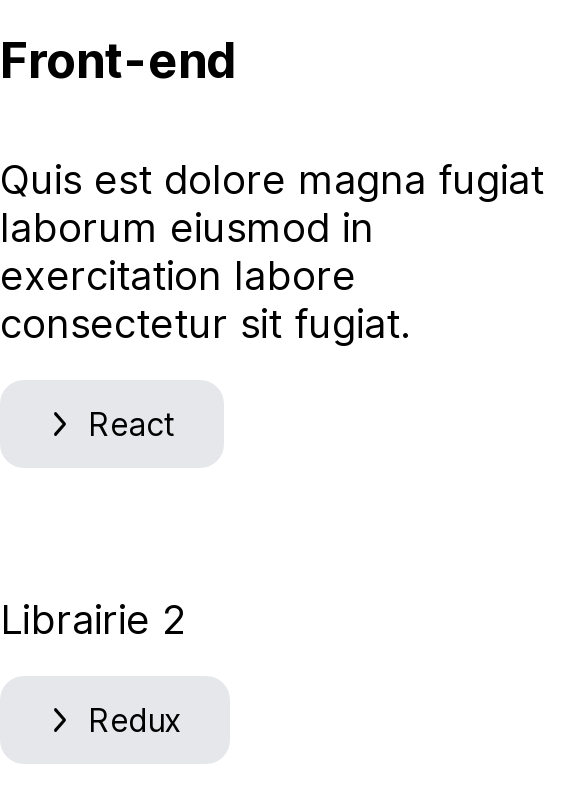 Front-end
Quis est dolore magna fugiat
laborum eiusmod in
exercitation labore
consectetur sit fugiat.
React
Librairie 2
Redux